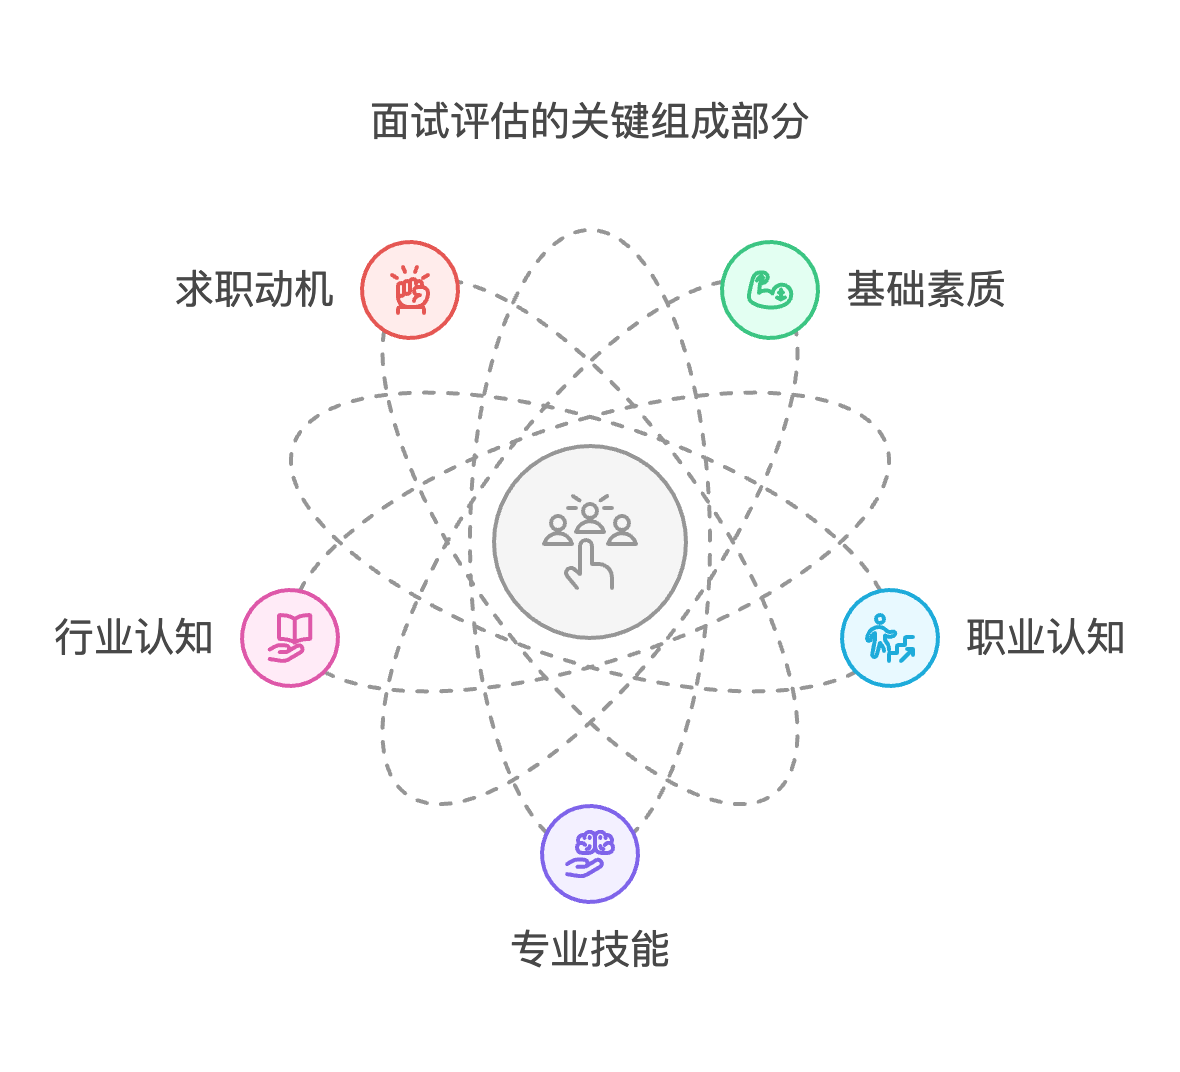 面试评估的关键组成部分
求职动机
基础素质
行业认知
职业认知
专业技能